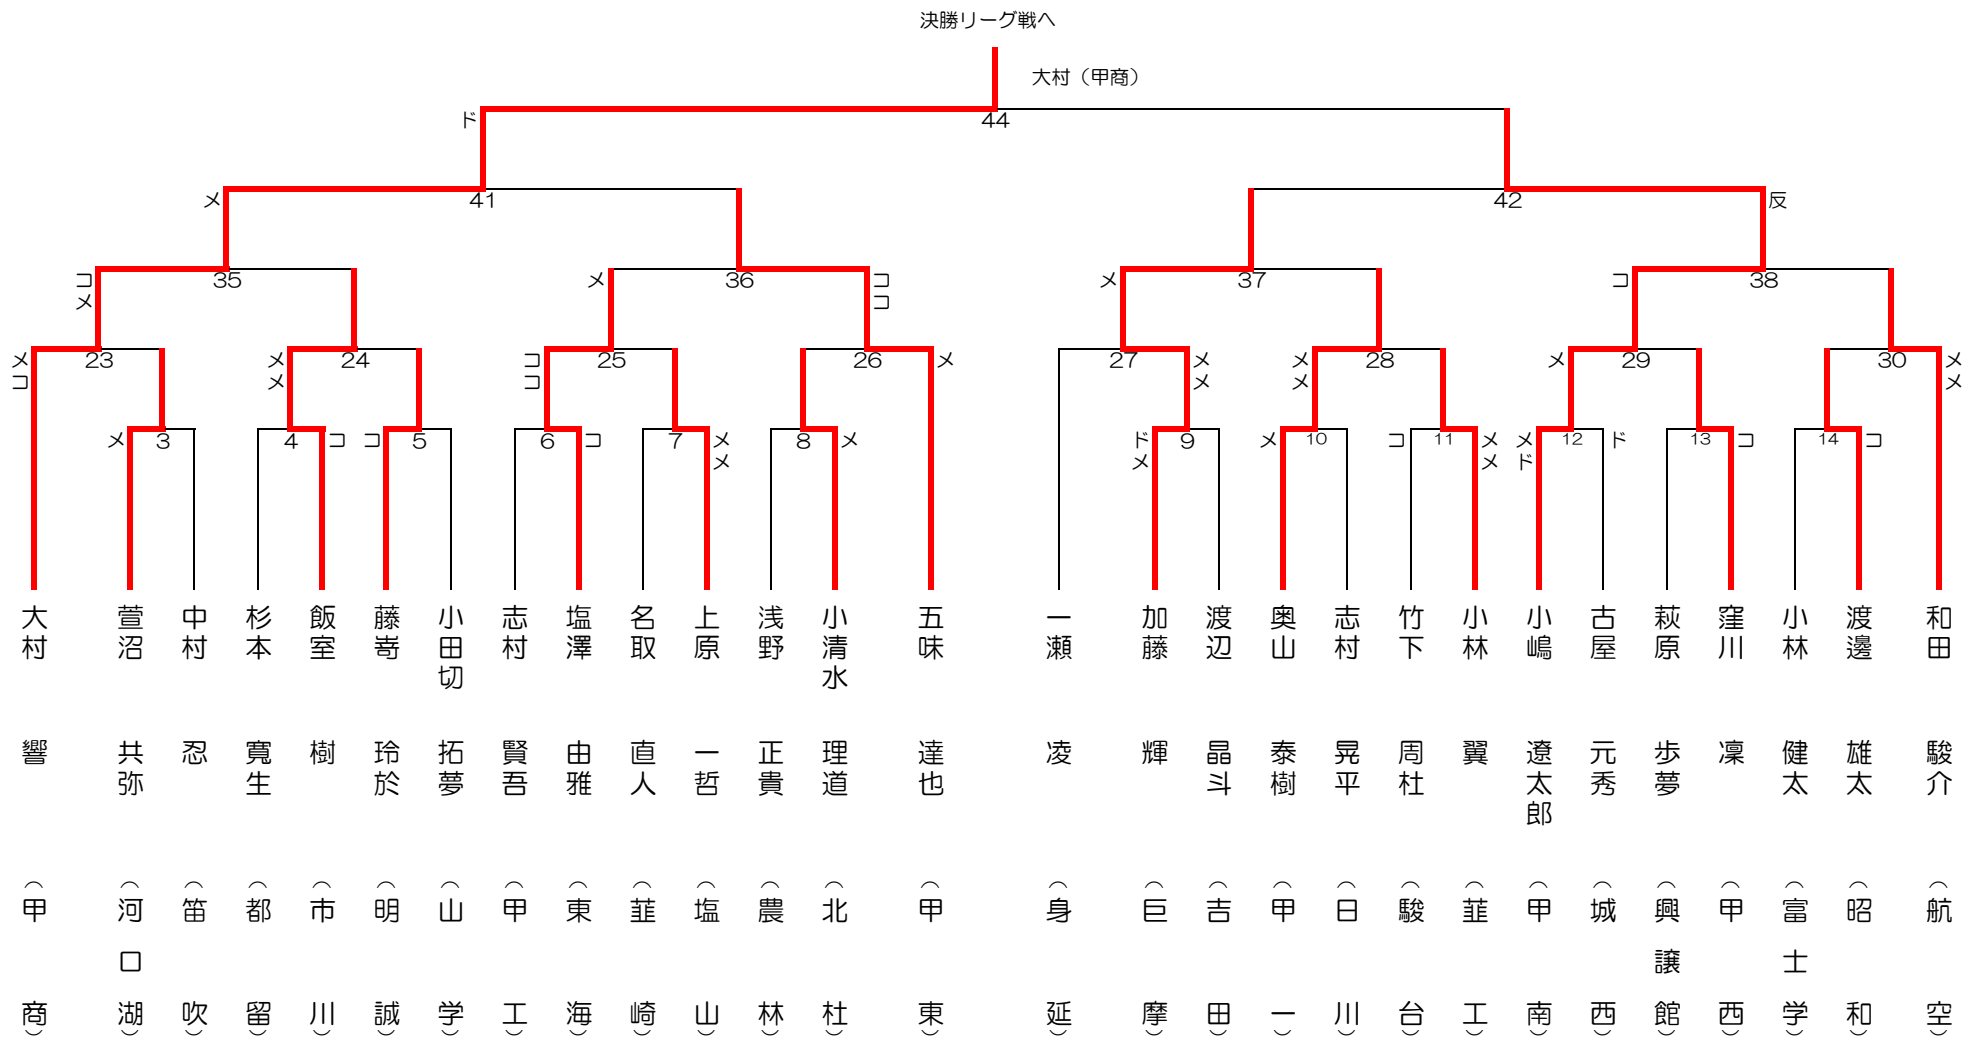 決勝リーグ戦へ
大村（甲商）
ド
44
メ
41
42
反
コメ
35
メ
36
ココ
メ
37
コ
38
メコ
23
メメ
24
ココ
25
26
メ
27
メメ
メメ
28
メ
29
30
メメ
メ
3
4
コ
コ
5
6
コ
7
メメ
8
メ
ドメ
9
メ
10
コ
11
メメ
メド
12
ド
13
コ
14
コ
大村 響 （甲商）
萱沼 共弥 （河口湖）
中村 忍 （笛吹）
杉本 寛生 （都留）
飯室 樹 （市川）
藤嵜 玲於 （明誠）
小田切 拓夢 （山学）
志村 賢吾 （甲工）
塩澤 由雅 （東海）
名取 直人 （韮崎）
上原 一哲 （塩山）
浅野 正貴 （農林）
小清水 理道 （北杜）
五味 達也 （甲東）
一瀬 凌 （身延）
加藤 輝 （巨摩）
渡辺 晶斗 （吉田）
奥山 泰樹 （甲一）
志村 晃平 （日川）
竹下 周杜 （駿台）
小林 翼 （韮工）
小嶋 遼太郎 （甲南）
古屋 元秀 （城西）
萩原 歩夢 （興譲館）
窪川 凜 （甲西）
小林 健太 （富士学）
渡邊 雄太 （昭和）
和田 駿介 （航空）